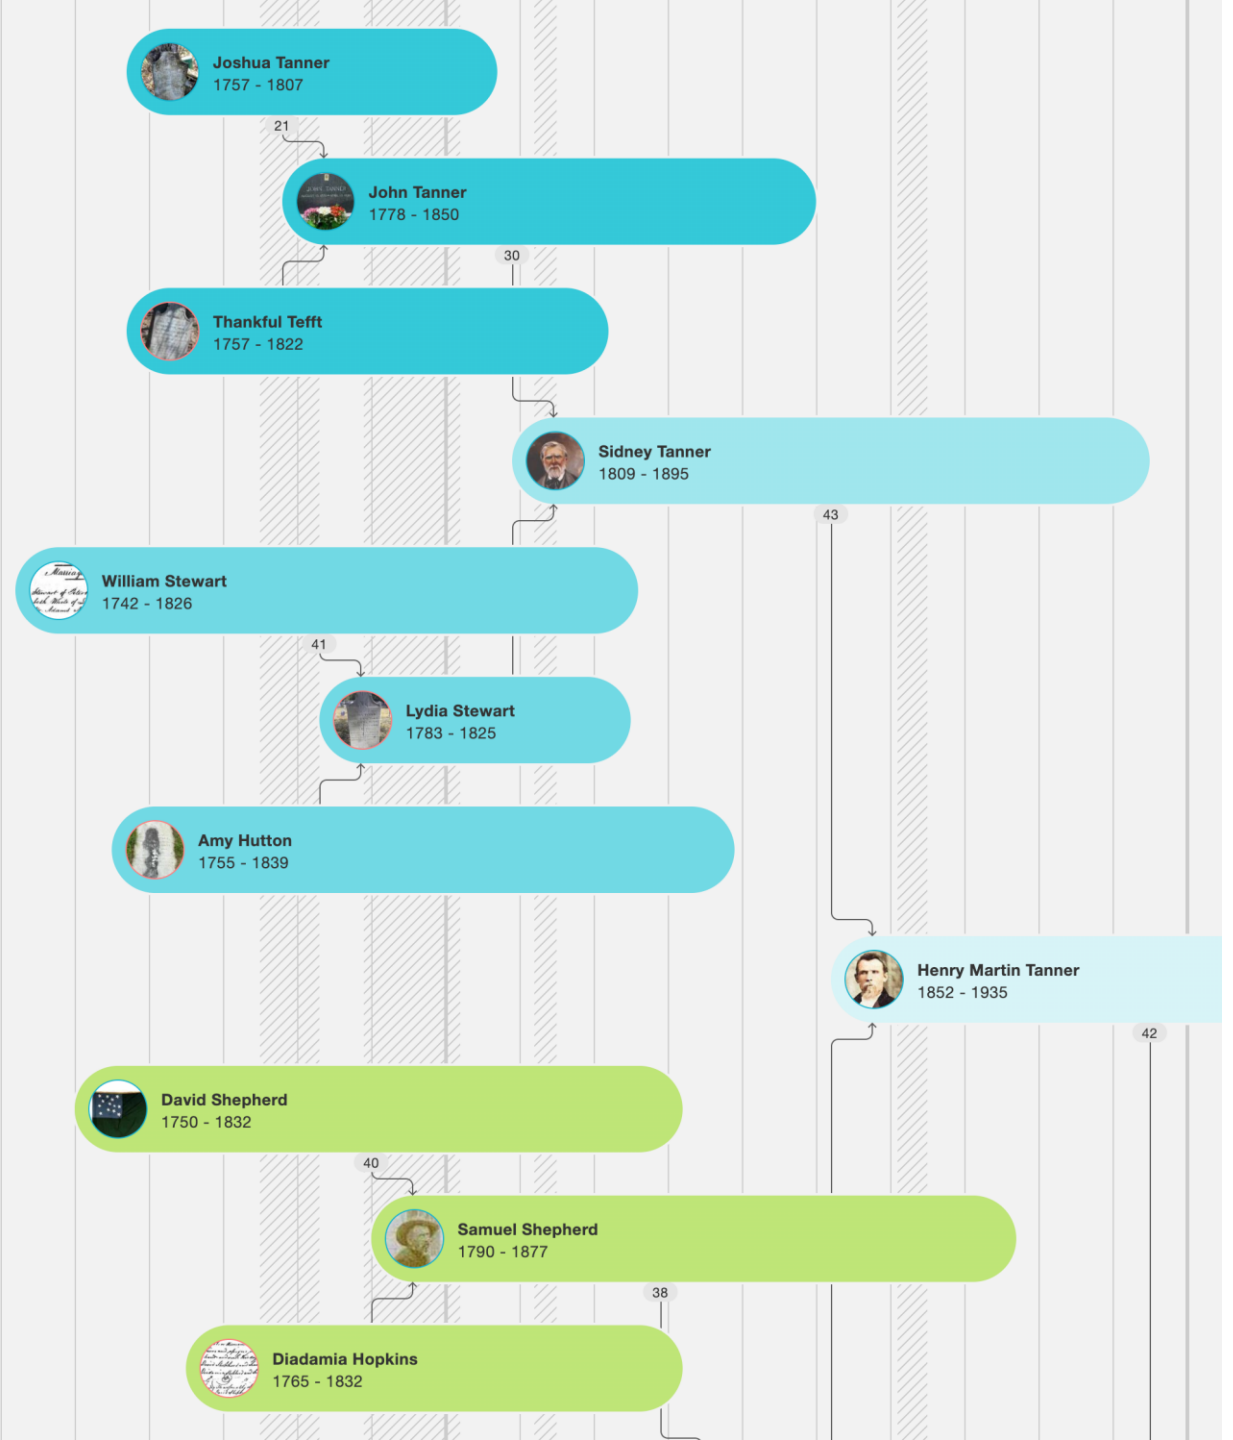 Joshua Tanner
1757 - 1807
21
John Tanner
1778 - 1850
30
Thankful Tefft
1757 - 1822
Sidney Tanner
1809 - 1895
43
William Stewart
1742 - 1826
41
Lydia Stewart
1783 - 1825
Amy Hutton
1755 - 1839
Henry Martin Tanner
1852 - 1935
42
David Shepherd
1750 - 1832
40
Samuel Shepherd
1790 - 1877
38
Diadamia Hopkins
1765 - 1832